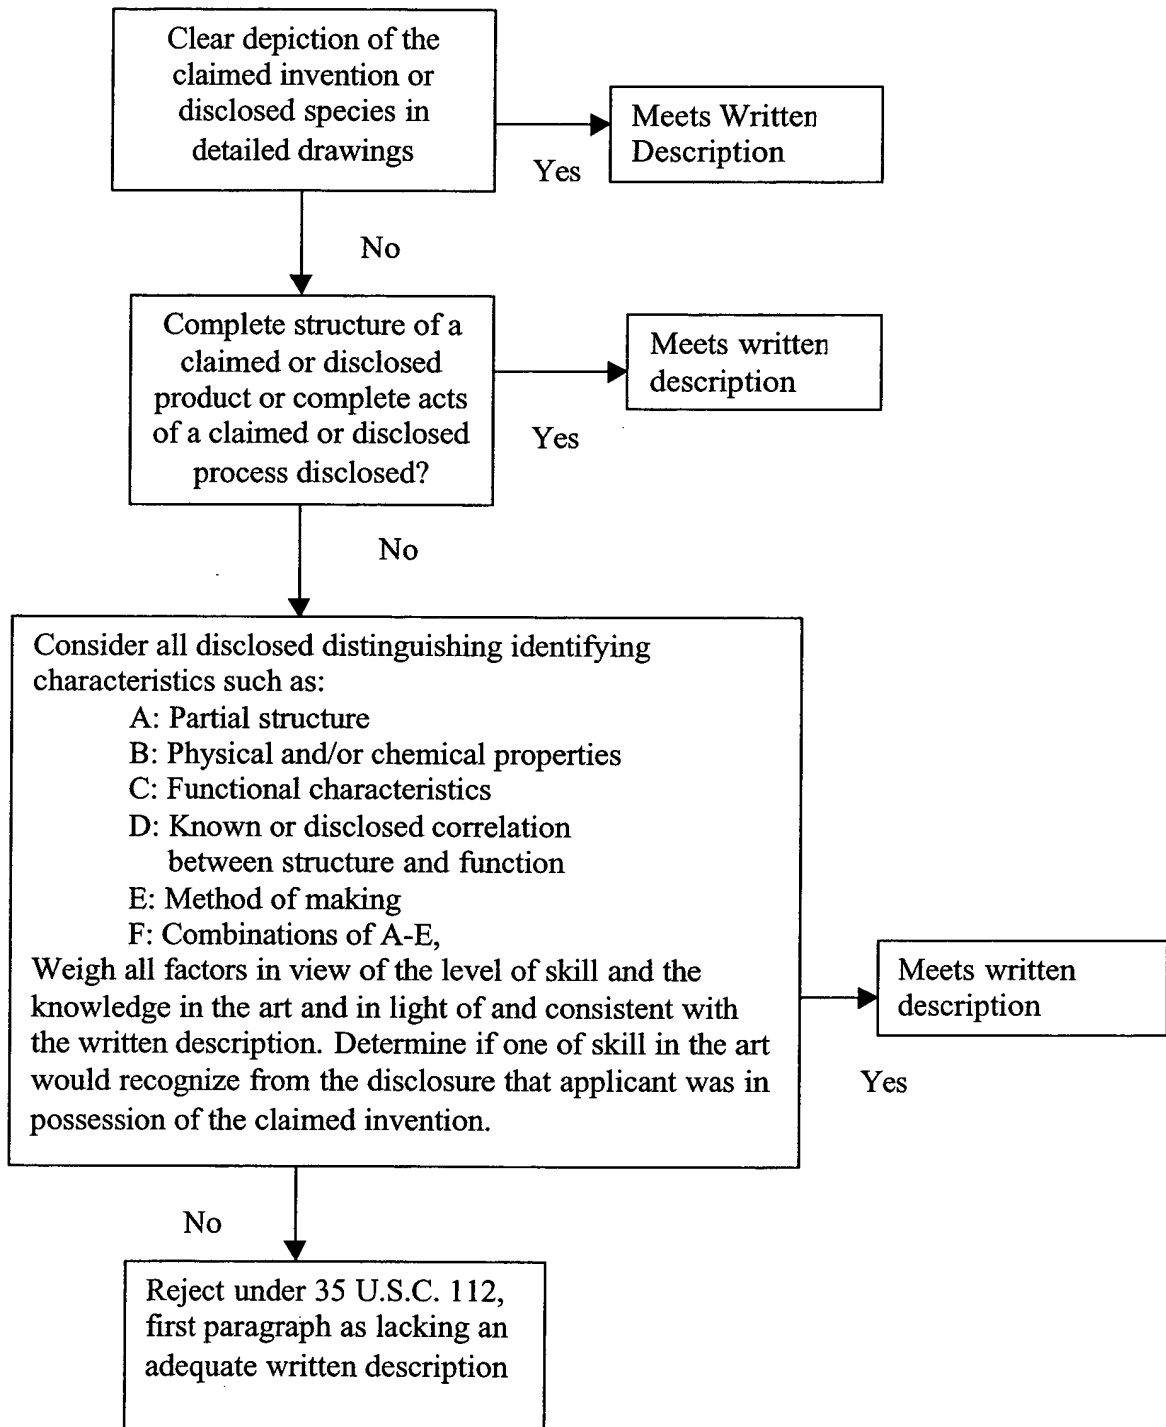 Clear depiction of the
claimed invention or
disclosed species in
detailed drawings
Meets Written
Description
Yes
No
Complete structure of a
claimed or disclosed
product or complete acts
of a claimed or disclosed
process disclosed?
Meets written
description
Yes
No
Consider all disclosed distinguishing identifying
characteristics such as:
A: Partial structure
B: Physical and/or chemical properties
C: Functional characteristics
D: Known or disclosed correlation
between structure and function
E: Method of making
F: Combinations of A-E,
Weigh all factors in view of the level of skill and the
knowledge in the art and in light of and consistent with
the written description. Determine if one of skill in the art
would recognize from the disclosure that applicant was in
possession of the claimed invention.
Meets written
description
Yes
No
Reject under 35 U.S.C. 112,
first paragraph as lacking an
adequate written description